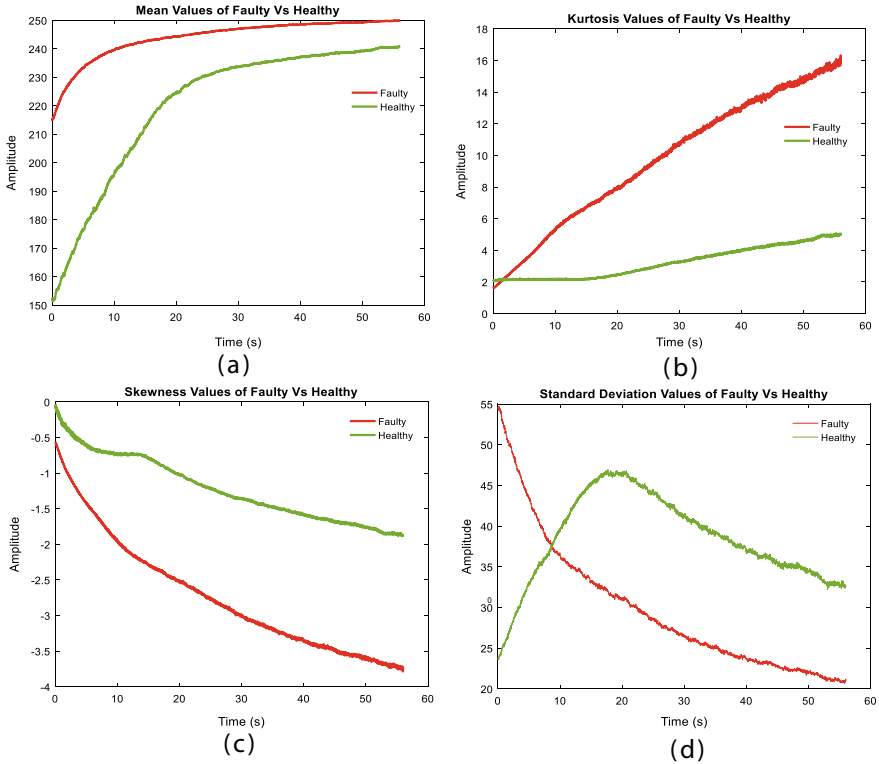 Mean Values of Faulty Vs Healthy
250
240
230
220
210
200
190
180
170
160
150
Amplitude
Faulty
Healthy
0 10 20 30 40 50 60
Time (s)
(a)
Kurtosis Values of Faulty Vs Healthy
18
16
14
12
10
8
6
4
2
0
Amplitude
Faulty
Healthy
0 10 20 30 40 50 60
Time (s)
(b)
Skewness Values of Faulty Vs Healthy
0
-0.5
-1
-1.5
-2
-2.5
-3
-3.5
-4
Amplitude
Faulty
Healthy
0 10 20 30 40 50 60
Time (s)
(c)
Standard Deviation Values of Faulty Vs Healthy
55
50
45
40
35
30
25
20
Amplitude
0
Faulty
Healthy
0 10 20 30 40 50 60
Time (s)
(d)